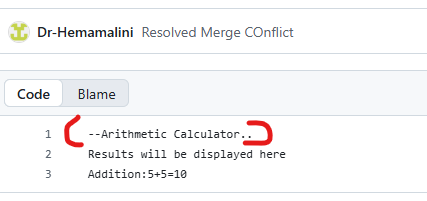 Dr-Hemamalini Resolved Merge COnflict
Code Blame
1 --Arithmetic Calculator..
2 Results will be displayed here
3 Addition:5+5=10